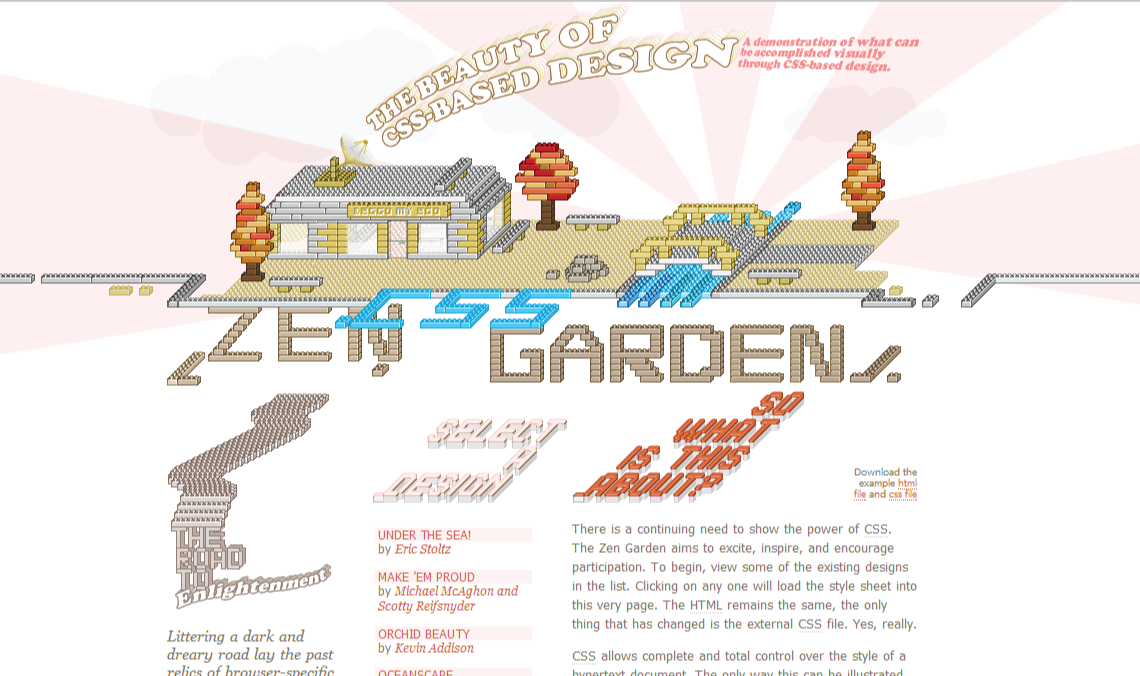 THE BEAUTY OF
CSS-BASED DESIGN
A demonstration of what can
be accomplished visually
through CSS-based design.
LEGGO MY EGO
ZEN CSS GARDEN
THE
ROAD
TO
Enlightenment
Littering a dark and
dreary road lay the past
relics of browser-specific
SELECT
A
DESIGN
UNDER THE SEA!
by Eric Stoltz
MAKE ’EM PROUD
by Michael McAghon and
Scotty Reifsnyder
ORCHID BEAUTY
by Kevin Addison
OCEANSCAPE
SO
WHAT
IS THIS
ABOUT?
Download the
example html
file and css file
There is a continuing need to show the power of CSS.
The Zen Garden aims to excite, inspire, and encourage
participation. To begin, view some of the existing designs
in the list. Clicking on any one will load the style sheet into
this very page. The HTML remains the same, the only
thing that has changed is the external CSS file. Yes, really.
CSS allows complete and total control over the style of a
hypertext document. The only way this can be illustrated